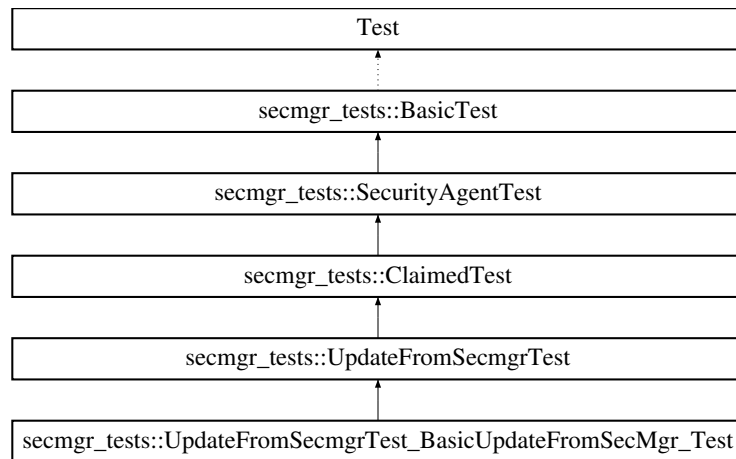 Test
secmgr_tests::BasicTest
secmgr_tests::SecurityAgentTest
secmgr_tests::ClaimedTest
secmgr_tests::UpdateFromSecmgrTest
secmgr_tests::UpdateFromSecmgrTest_BasicUpdateFromSecMgr_Test